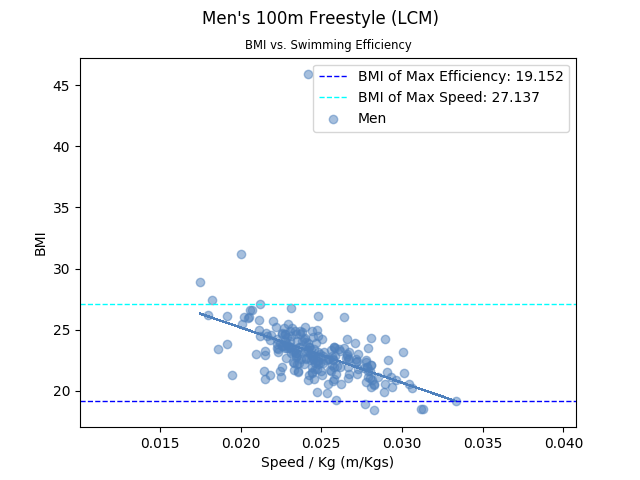 Men's 100m Freestyle (LCM)
BMI vs. Swimming Efficiency
BMI of Max Efficiency: 19.152
BMI of Max Speed: 27.137
Men
45
40
35
30
25
20
BMI
0.015 0.020 0.025 0.030 0.035 0.040
Speed / Kg (m/Kgs)